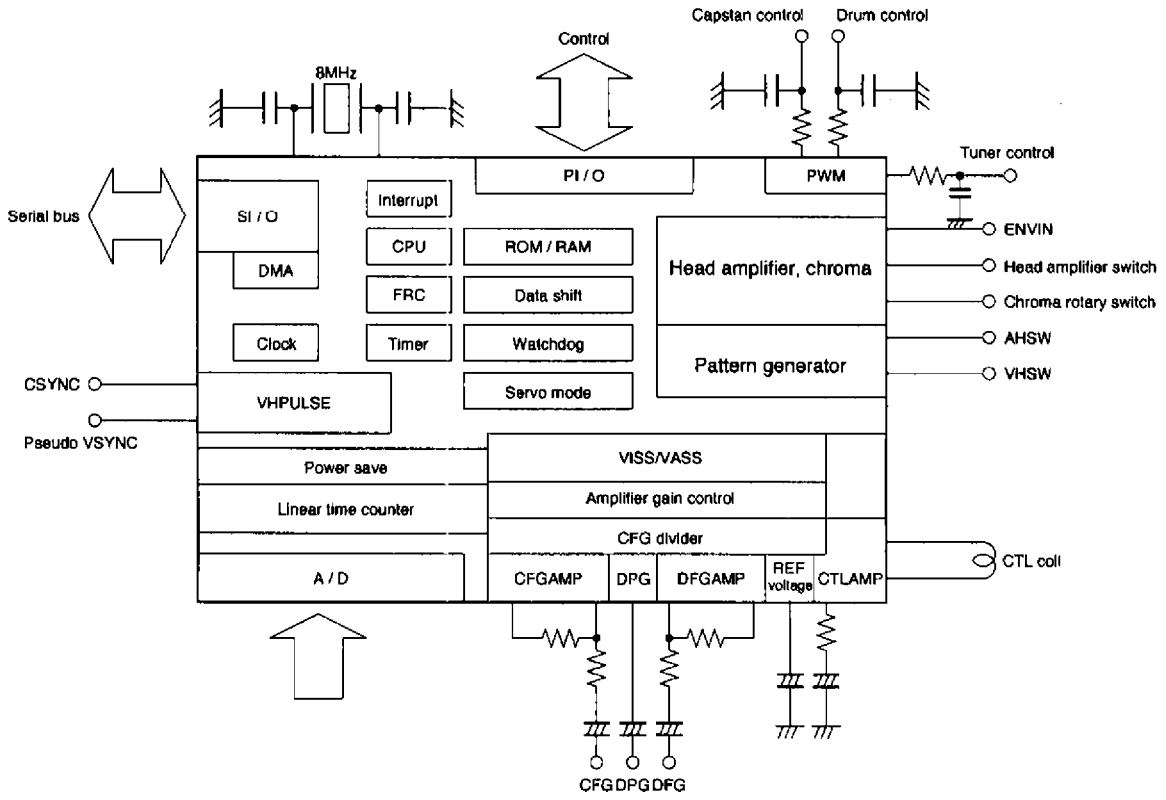 Capstan control
Drum control
Control
8MHz
Tuner control
PI / O
PWM
Serial bus
SI / O
Interrupt
ENVIN
CPU
ROM / RAM
Head amplifier, chroma
Head amplifier switch
DMA
FRC
Data shift
Chroma rotary switch
Clock
Timer
Watchdog
Pattern generator
AHSW
VHSW
CSYNC
VHPULSE
Servo mode
Pseudo VSYNC
VISS/VASS
Power save
Amplifier gain control
Linear time counter
CFG divider
CTL coil
A / D
CFGAMP
DPG
DFGAMP
REF
voltage
CTLAMP
CFG
DPG
DFG